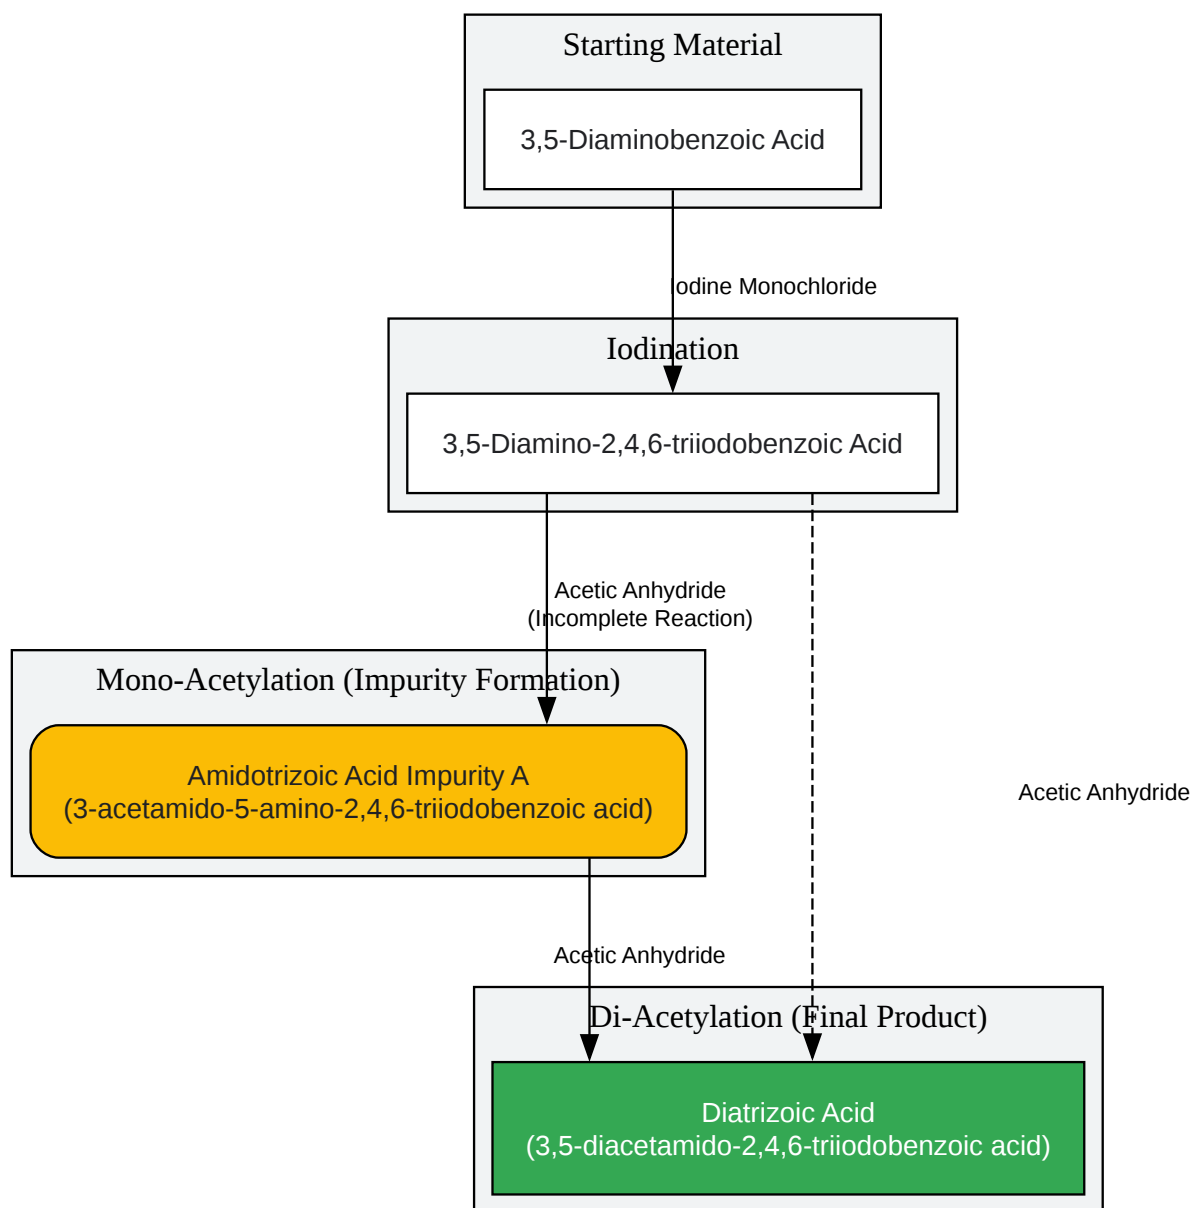 Starting Material
3,5-Diaminobenzoic Acid
Iodine Monochloride
Iodination
3,5-Diamino-2,4,6-triiodobenzoic Acid
Acetic Anhydride
(Incomplete Reaction)
Mono-Acetylation (Impurity Formation)
Amidotrizoic Acid Impurity A
(3-acetamido-5-amino-2,4,6-triiodobenzoic acid)
Acetic Anhydride
Acetic Anhydride
Di-Acetylation (Final Product)
Diatrizoic Acid
(3,5-diacetamido-2,4,6-triiodobenzoic acid)